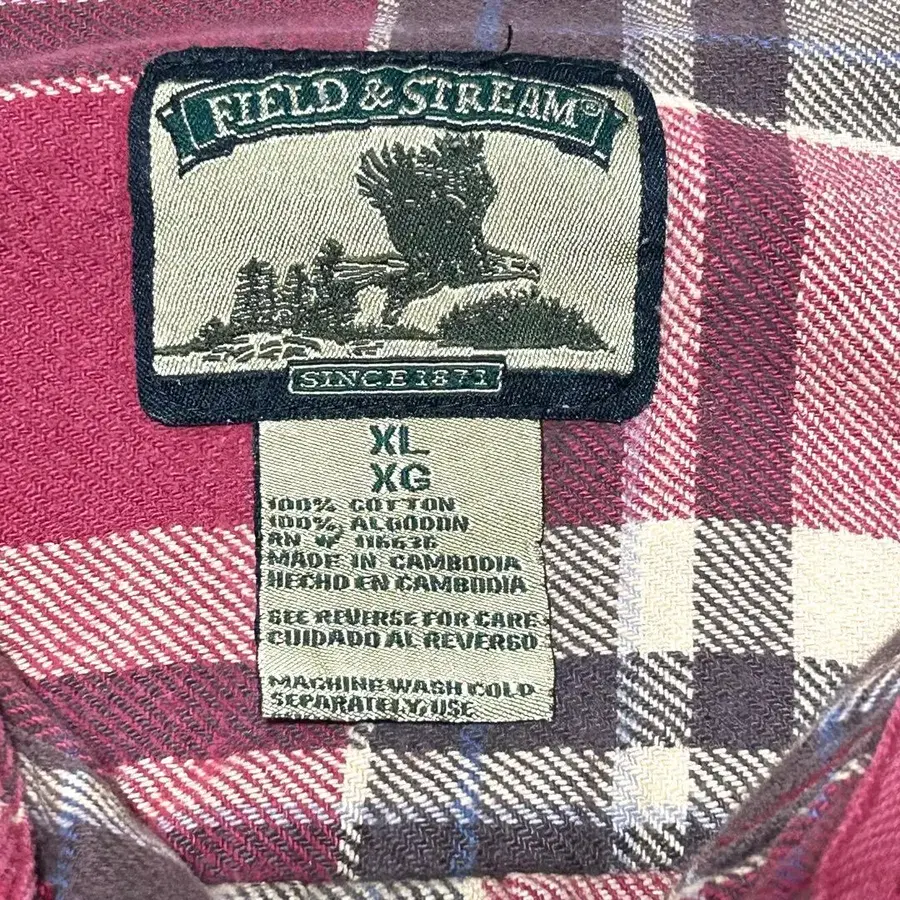 FIELD & STREAM®
SINCE 1871
XL
XG
100% COTTON
100% ALGODON
RN # 116636
MADE IN CAMBODIA
HECHO EN CAMBODIA
SEE REVERSE FOR CARE
CUIDADO AL REVERSO
MACHINE WASH COLD
SEPARATELY, USE